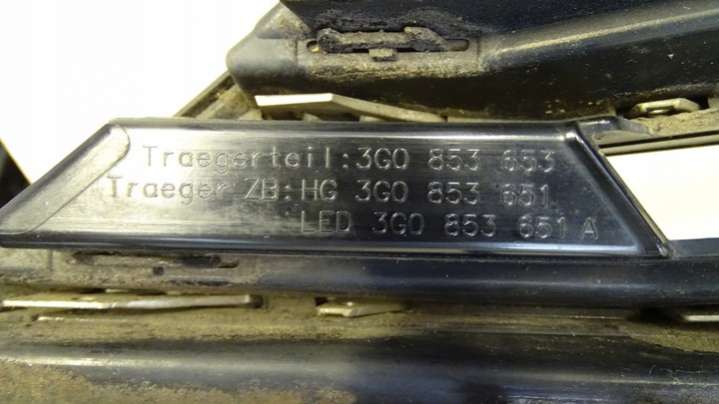 Traegerteil:3G0 853 653
Traeger ZB:HG 3G0 853 651
LED 3G0 853 651 A